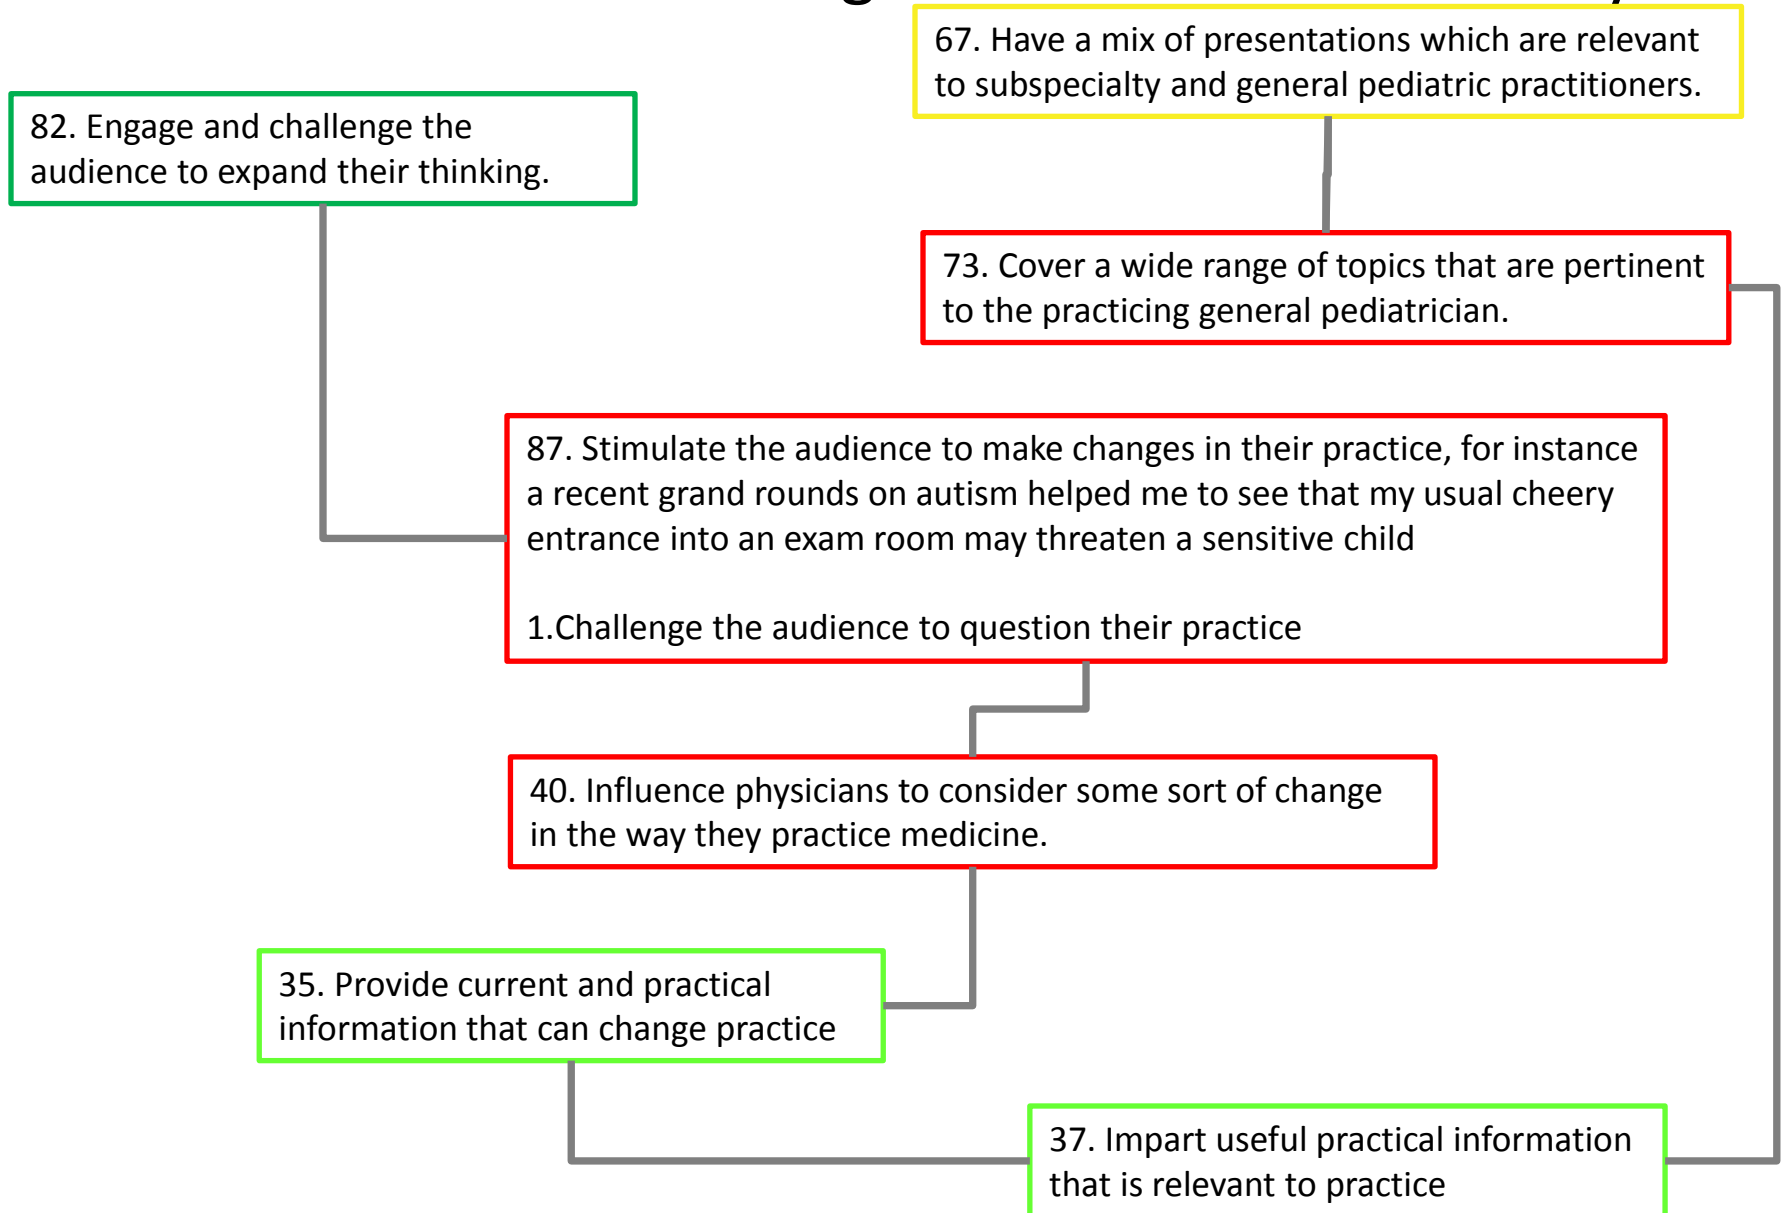 67. Have a mix of presentations which are relevant
to subspecialty and general pediatric practitioners.
82. Engage and challenge the
audience to expand their thinking.
73. Cover a wide range of topics that are pertinent
to the practicing general pediatrician.
87. Stimulate the audience to make changes in their practice, for instance
a recent grand rounds on autism helped me to see that my usual cheery
entrance into an exam room may threaten a sensitive child
1.Challenge the audience to question their practice
40. Influence physicians to consider some sort of change
in the way they practice medicine.
35. Provide current and practical
information that can change practice
37. Impart useful practical information
that is relevant to practice